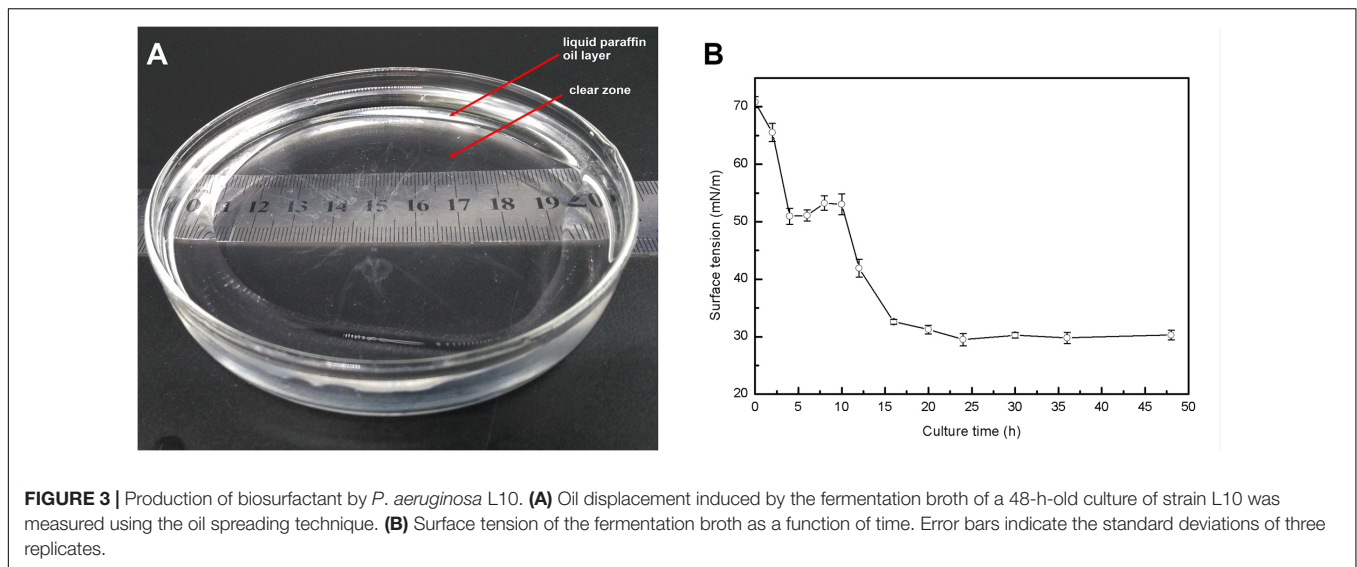 A
liquid paraffin
oil layer
clear zone
0 1 12 13 14 15 16 17 18 19 20
B
Surface tension (mN/m)
70
60
50
40
30
20
0 5 10 15 20 25 30 35 40 45 50
Culture time (h)
FIGURE 3 | Production of biosurfactant by P. aeruginosa L10. (A) Oil displacement induced by the fermentation broth of a 48-h-old culture of strain L10 was
measured using the oil spreading technique. (B) Surface tension of the fermentation broth as a function of time. Error bars indicate the standard deviations of three
replicates.